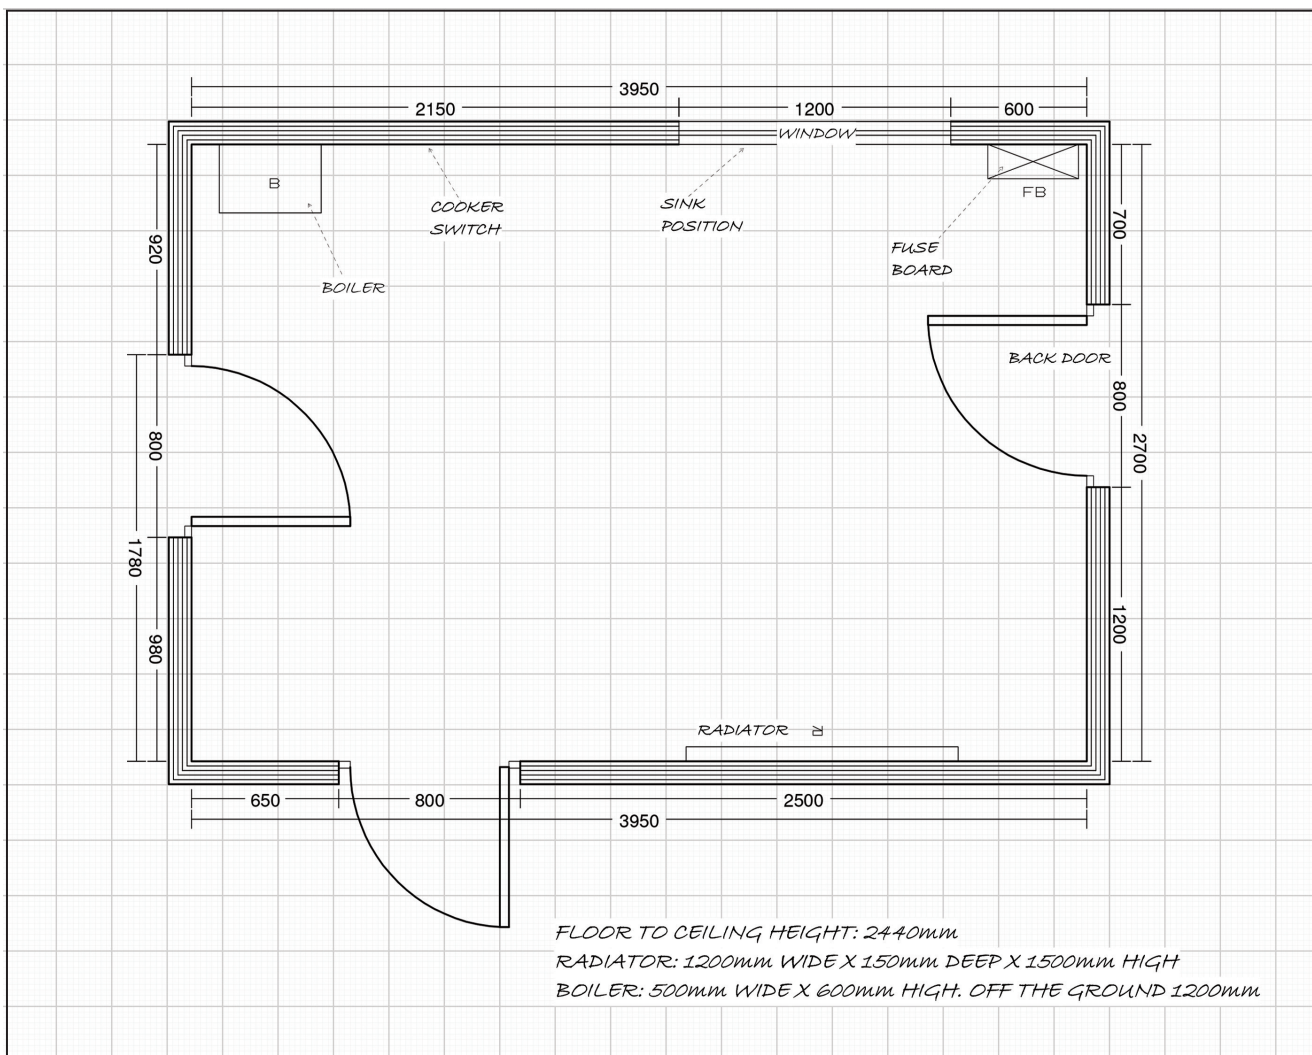 3950
2150
1200
600
WINDOW
B
FB
COOKER
SWITCH
SINK
POSITION
FUSE
BOARD
BOILER
920
700
BACK DOOR
800
800
2700
1780
980
1200
RADIATOR
650
800
2500
3950
FLOOR TO CEILING HEIGHT: 2440mm
RADIATOR: 1200mm WIDE X 150mm DEEP X 1500mm HIGH
BOILER: 500mm WIDE X 600mm HIGH. OFF THE GROUND 1200mm